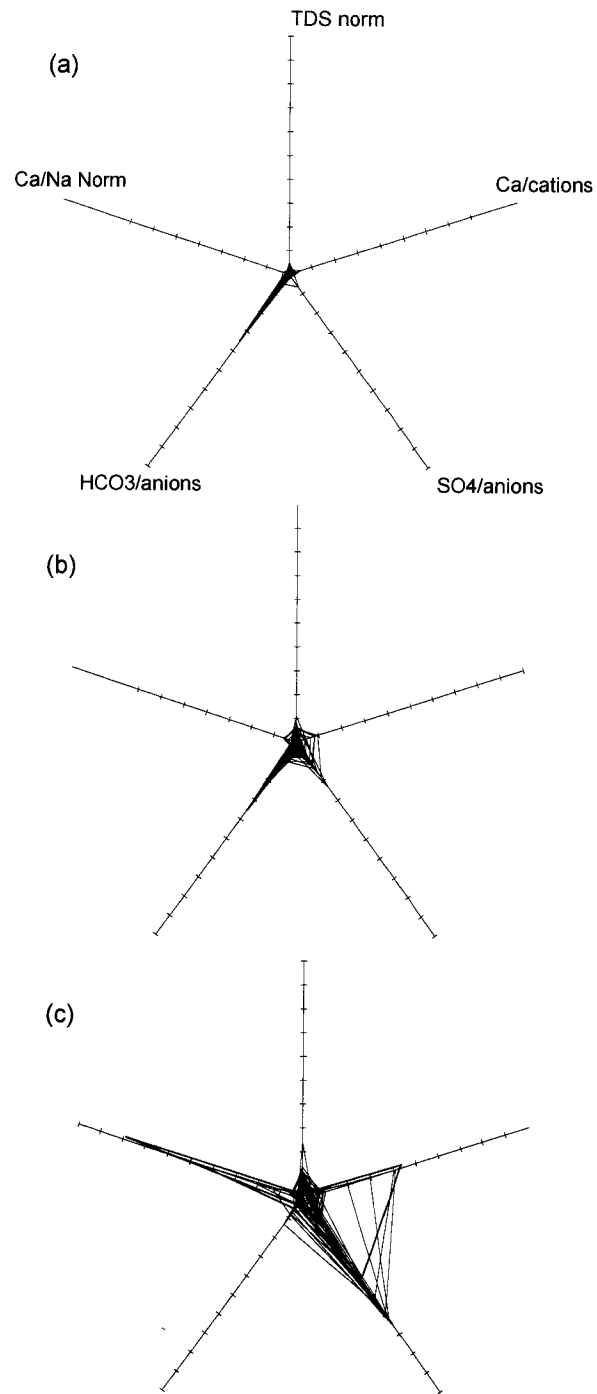 TDS norm
(a)
Ca/Na Norm
Ca/cations
HCO3/anions
SO4/anions
(b)
(c)